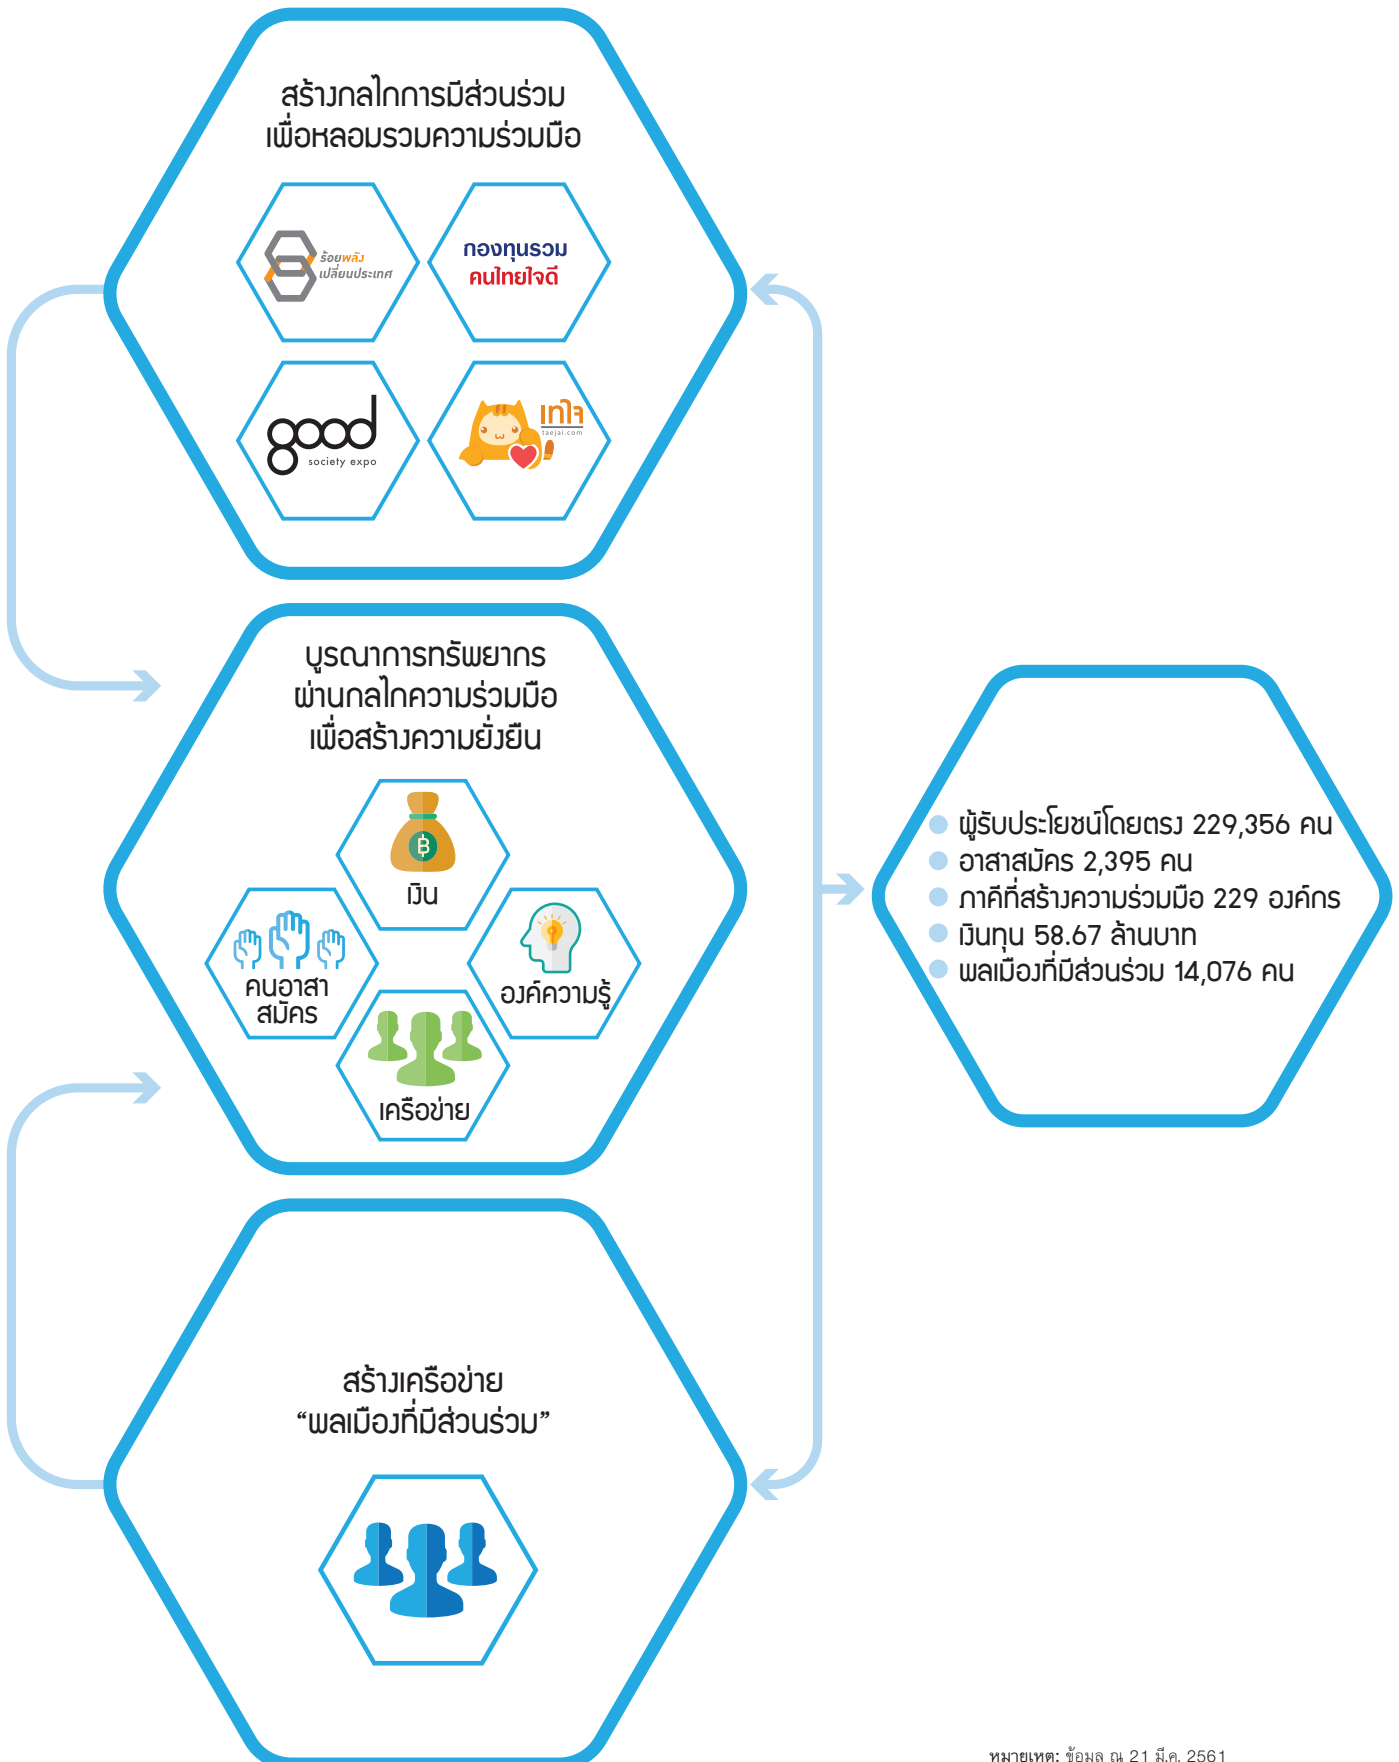 สร้างกลไกการมีส่วนร่วม
เพื่อหลอมรวมความร่วมมือ
ร้อยพลัง
เปลี่ยนประเทศ
กองทุนรวม
คนไทยใจดี
good
society expo
เทใจ
taejai.com
บูรณาการทรัพยากร
ผ่านกลไกความร่วมมือ
เพื่อสร้างความยั่งยืน
เงิน
คนอาสา
สมัคร
องค์ความรู้
เครือข่าย
สร้างเครือข่าย
“พลเมืองที่มีส่วนร่วม”
ผู้รับประโยชน์โดยตรง 229,356 คน
อาสาสมัคร 2,395 คน
ภาคีที่สร้างความร่วมมือ 229 องค์กร
เงินทุน 58.67 ล้านบาท
พลเมืองที่มีส่วนร่วม 14,076 คน
หมายเหตุ: ข้อมูล ณ 21 มี.ค. 2561